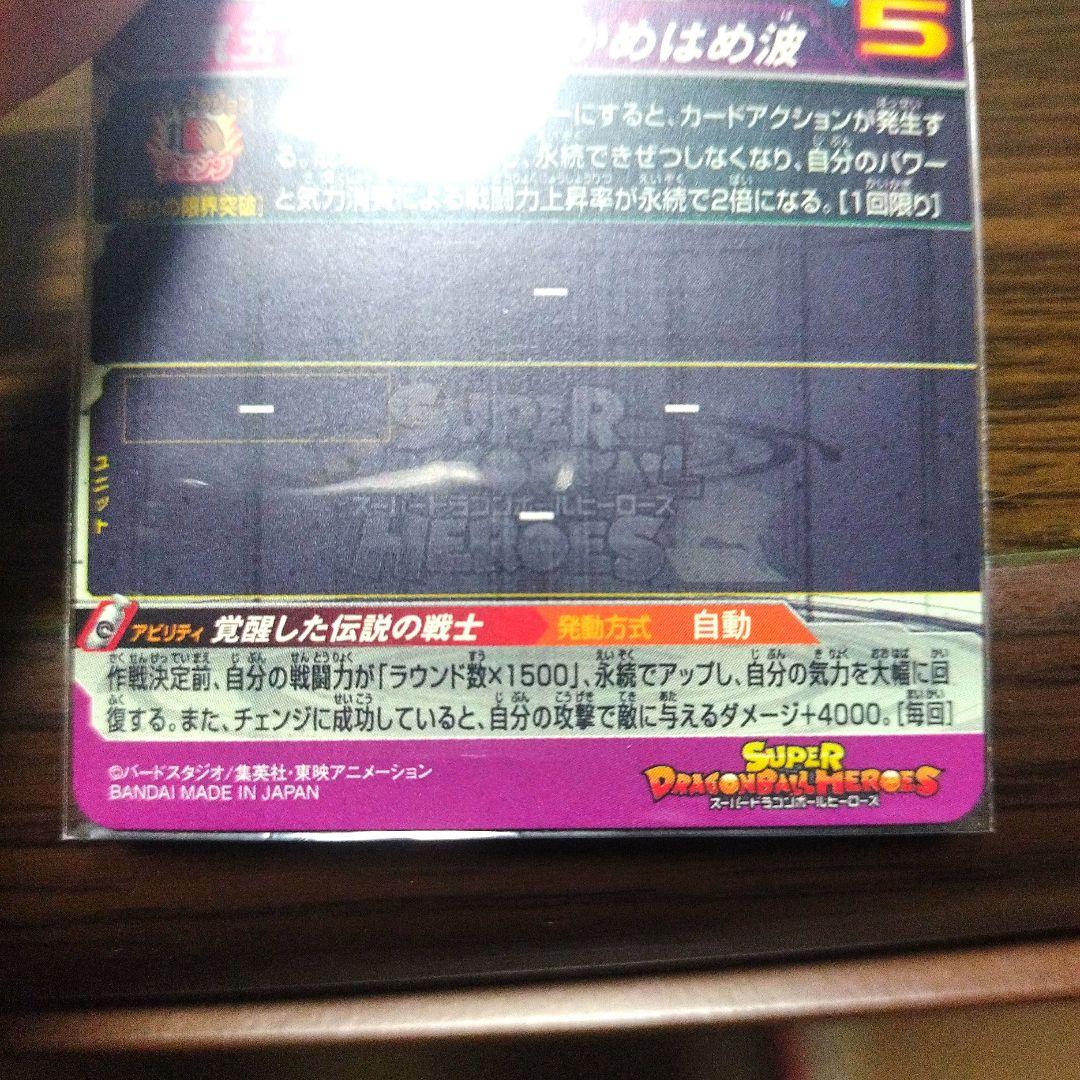 かめはめ波
5
にすると、カードアクションが発生す
る。
永続できぜつしなくなり、自分のパワー
の限界突破]
と気力消費による戦闘力上昇率が永続で2倍になる。[1回限り]
ー
ー
ー
SUPER
スーパードラゴンボールヒーローズ
ー
HEROES
ユニット
アビリティ 覚醒した伝説の戦士 発動方式 自動
作戦決定前、自分の戦闘力が「ラウンド数×1500」、永続でアップし、自分の気力を大幅に回
復する。また、チェンジに成功していると、自分の攻撃で敵に与えるダメージ+4000。[毎回]
©バードスタジオ/集英社・東映アニメーション
BANDAI MADE IN JAPAN
SUPER
DRAGONBALL HEROES
スーパードラゴンボールヒーローズ